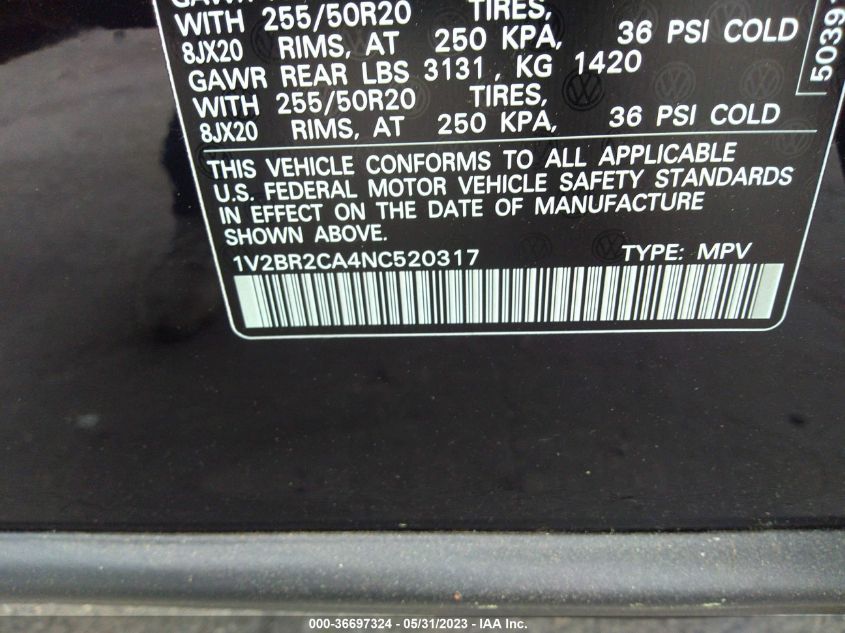 GAWR
WITH 255/50R20 TIRES,
8JX20 RIMS, AT 250 KPA, 36 PSI COLD
GAWR REAR LBS 3131, KG 1420
WITH 255/50R20 TIRES,
8JX20 RIMS, AT 250 KPA, 36 PSI COLD
50391
THIS VEHICLE CONFORMS TO ALL APPLICABLE
U.S. FEDERAL MOTOR VEHICLE SAFETY STANDARDS
IN EFFECT ON THE DATE OF MANUFACTURE
SHOWN ABOVE.
1V2BR2CA4NC520317 TYPE: MPV
000-36697324 — 05/31/2023 — IAA Inc.